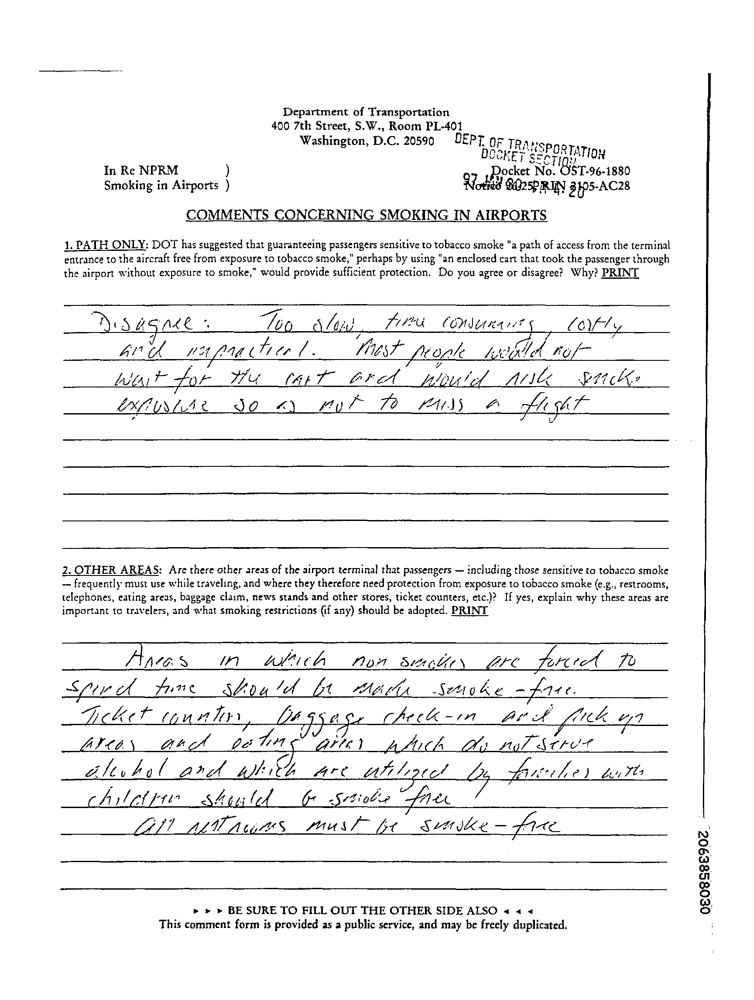 Department of Transportation
400 7th Street, S.W., Room PL-401
Washington, D.C. 20590
DEPT. OF TRANSPORTATION
DOCKET SECTION
In Re NPRM )
Docket No. OST-96-1880
Smoking in Airports )
2105-AC28
COMMENTS CONCERNING SMOKING IN AIRPORTS
1. PATH ONLY: DOT has suggested that guaranteeing passengers sensitive to tobacco smoke "a path of access from the terminal
entrance to the aircraft free from exposure to tobacco smoke," perhaps by using "an enclosed cart that took the passenger through
the airport without exposure to smoke," would provide sufficient protection. Do you agree or disagree? Why? PRINT
Disagree: Too slow, time consuming, costly
and impractical. Most people would not
wait for the cart and would risk smoke
exposure so as not to miss a flight
2. OTHER AREAS: Are there other areas of the airport terminal that passengers — including those sensitive to tobacco smoke
— frequently must use while traveling, and where they therefore need protection from exposure to tobacco smoke (e.g., restrooms,
telephones, eating areas, baggage claim, news stands and other stores, ticket counters, etc.)? If yes, explain why these areas are
important to travelers, and what smoking restrictions (if any) should be adopted. PRINT
Areas in which non smokers are forced to
spend time should be made smoke-free.
Ticket counters, baggage check-in and pick up
areas and eating areas which do not serve
alcohol and which are utilized by families with
children should be smoke free
All restrooms must be smoke-free
► ► ► BE SURE TO FILL OUT THE OTHER SIDE ALSO ◄ ◄ ◄
This comment form is provided as a public service, and may be freely duplicated.
2063858030